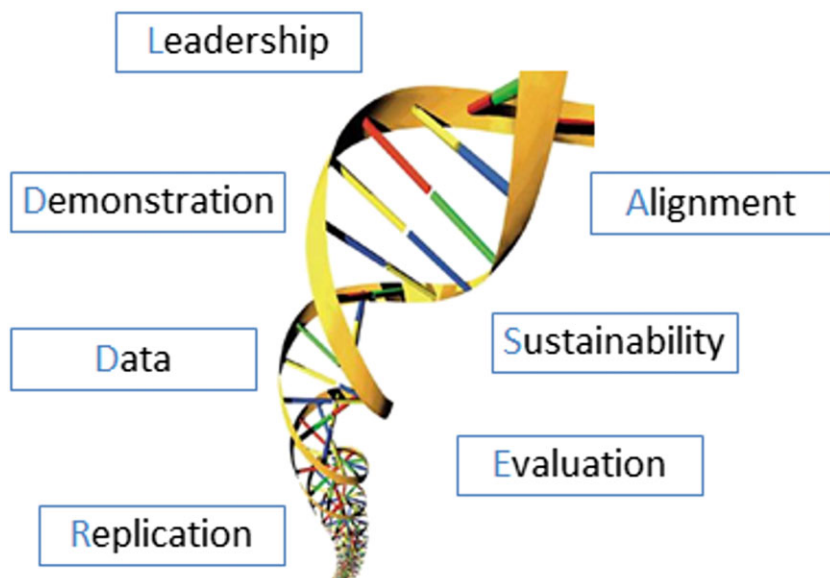 Leadership
Demonstration
Alignment
Data
Sustainability
Evaluation
Replication